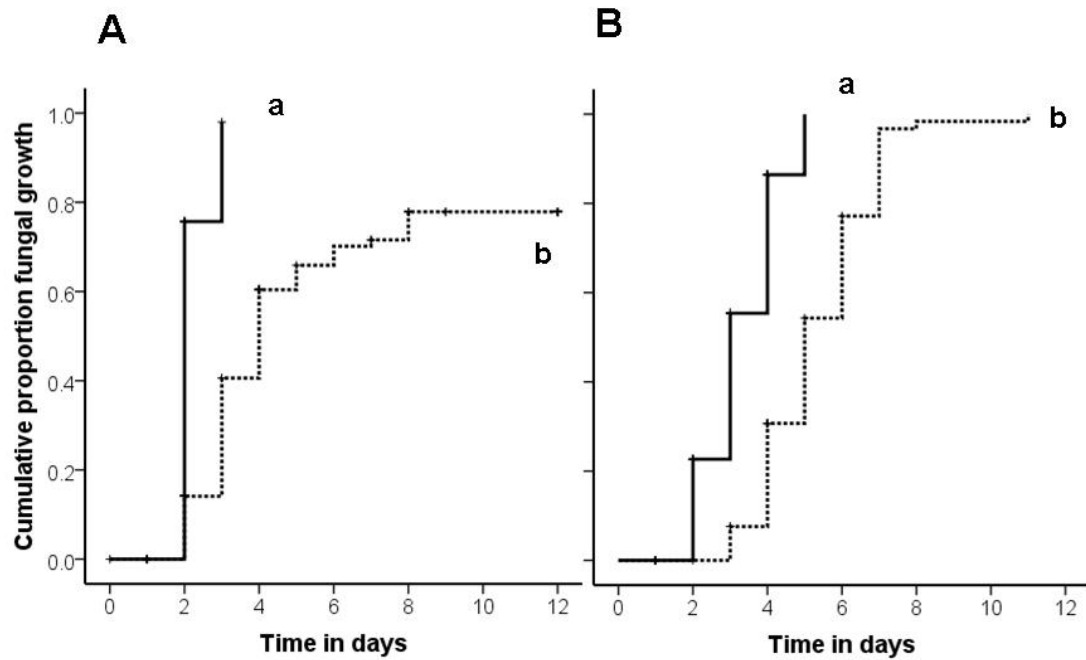 A
B
a
b
a
b
Cumulative proportion fungal growth
1.0
0.8
0.6
0.4
0.2
0.0
0 2 4 6 8 10 12
0 2 4 6 8 10 12
Time in days
Time in days